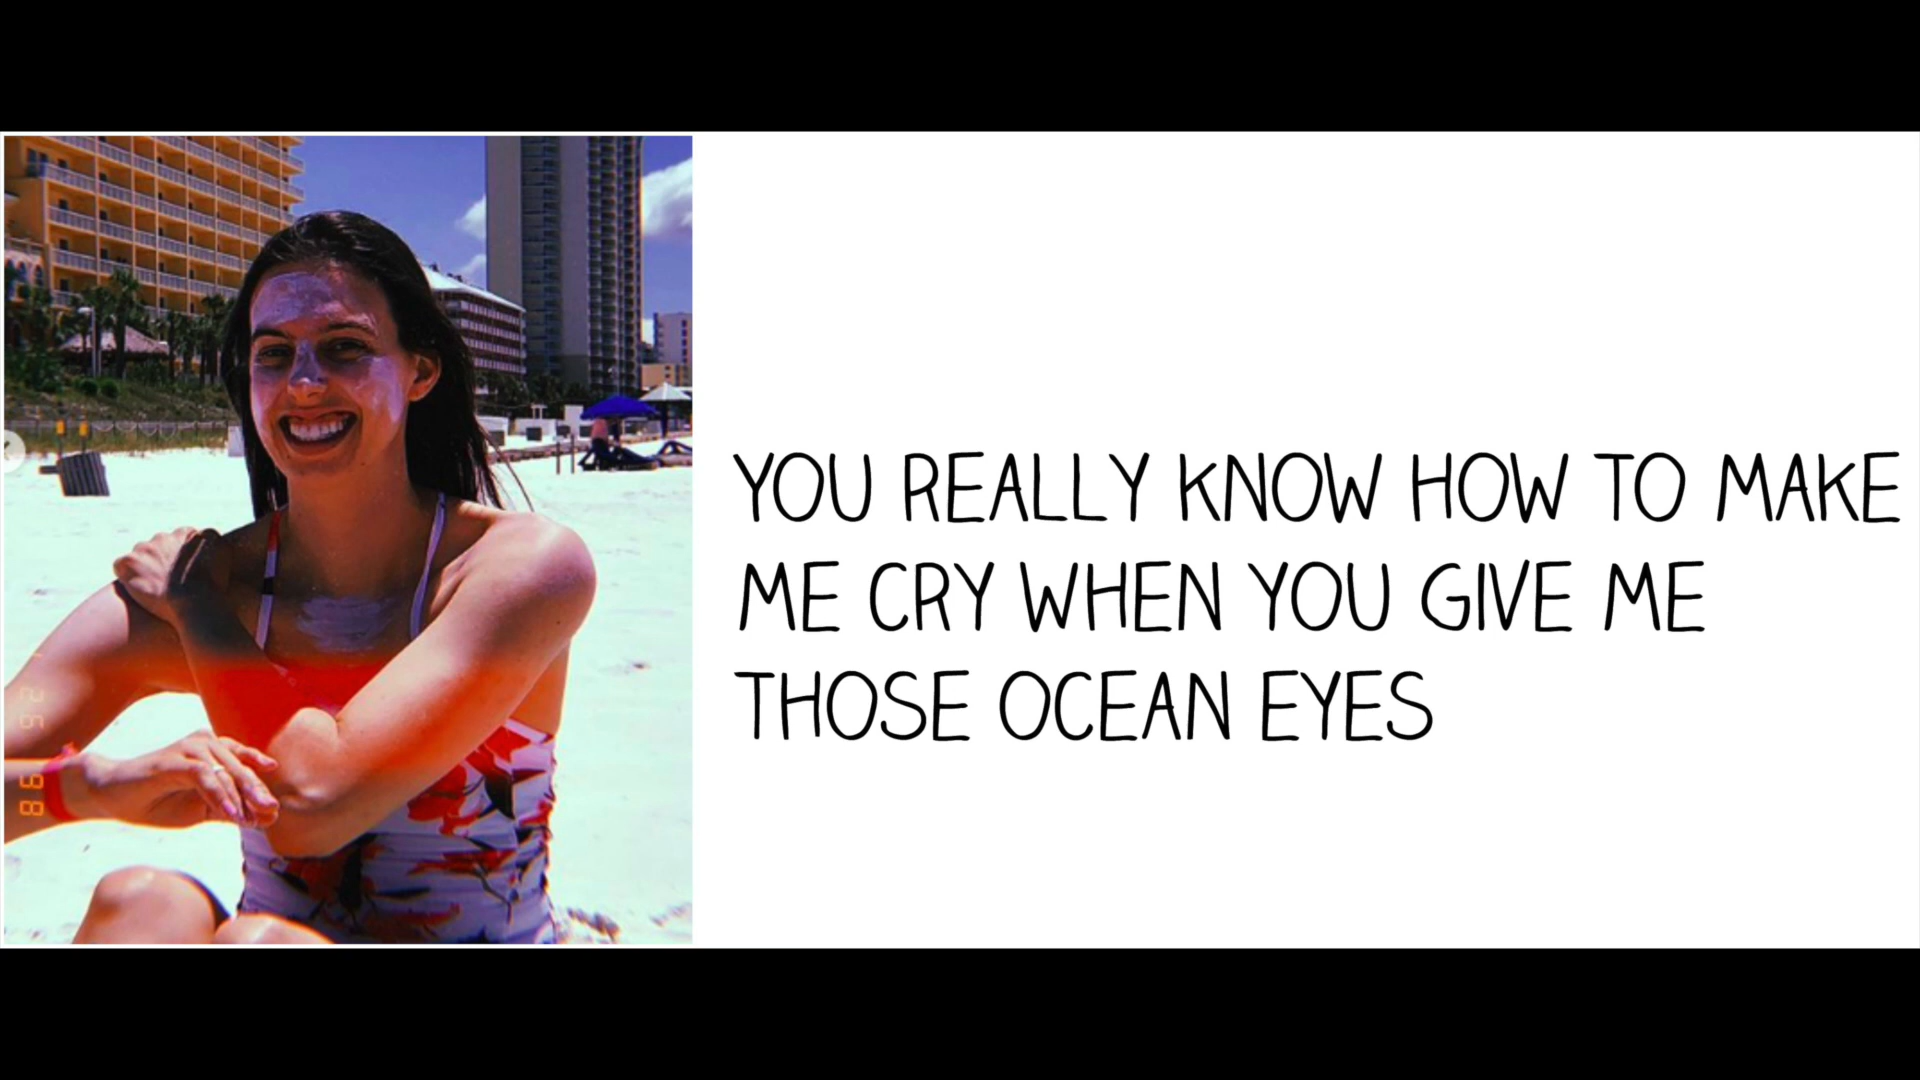 YOU REALLY KNOW HOW TO MAKE
ME CRY WHEN YOU GIVE ME
THOSE OCEAN EYES